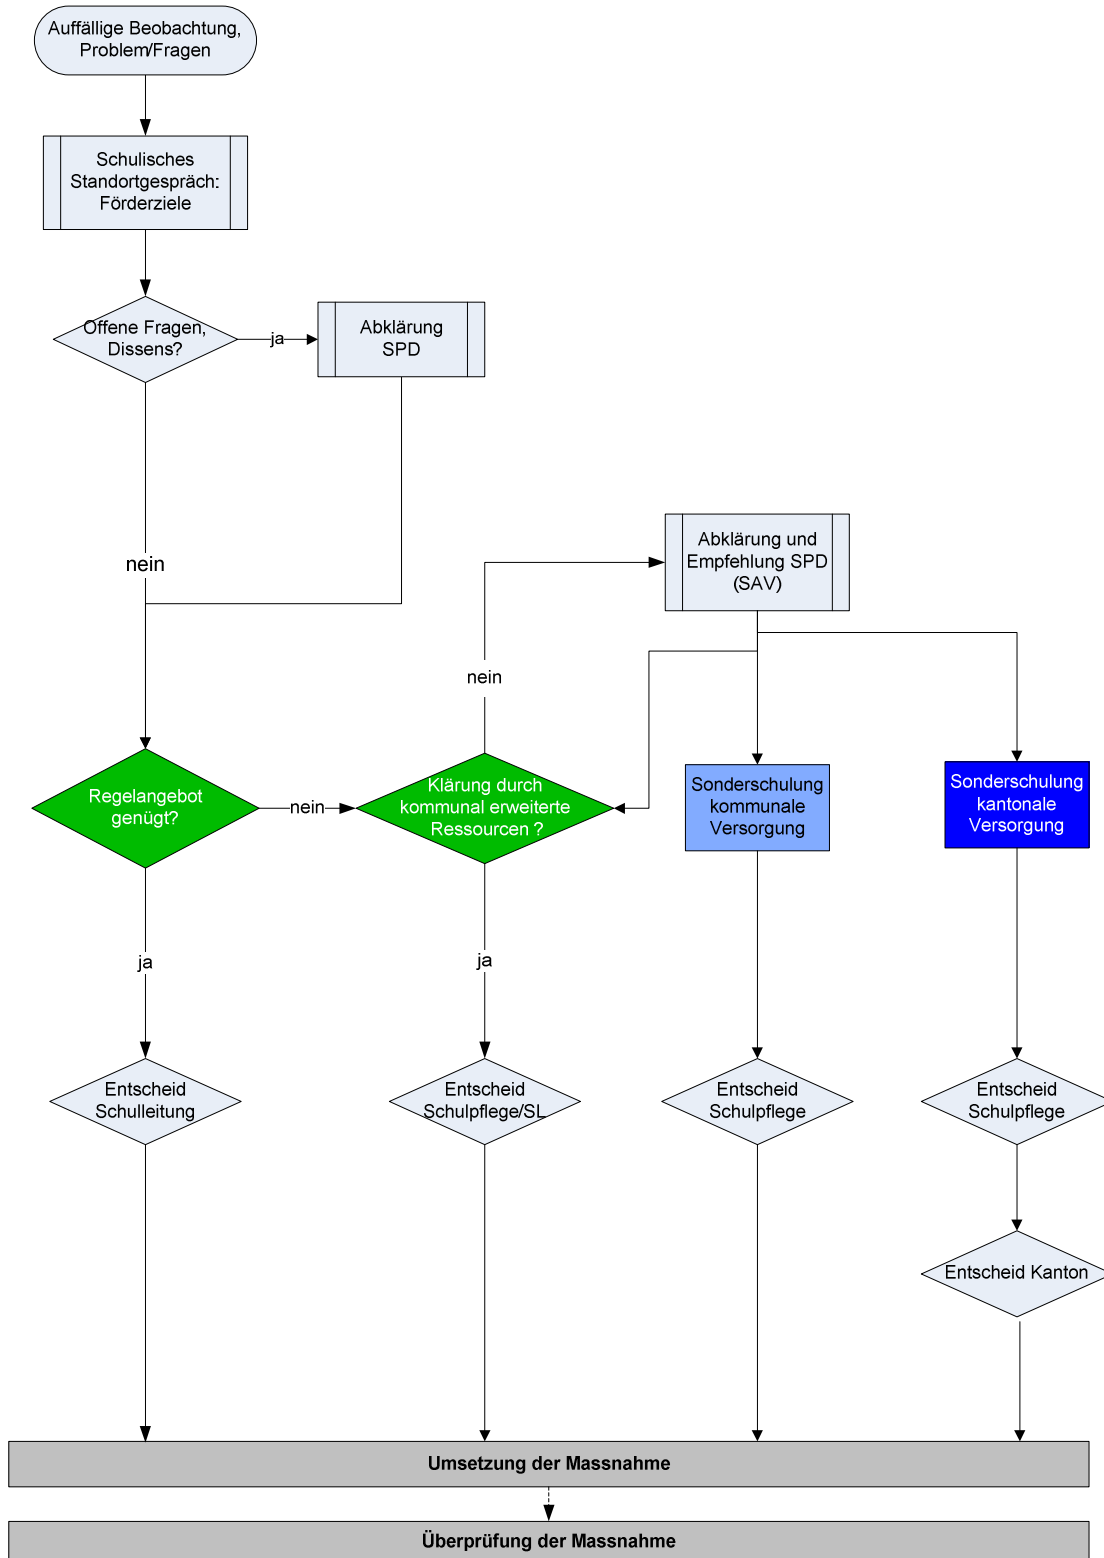 Auffällige Beobachtung,
Problem/Fragen
Schulisches
Standortgespräch:
Förderziele
Offene Fragen,
Dissens?
ja
Abklärung
SPD
nein
Abklärung und
Empfehlung SPD
(SAV)
nein
Regelangebot
genügt?
nein
Klärung durch
kommunal erweiterte
Ressourcen ?
Sonderschulung
kommunale
Versorgung
Sonderschulung
kantonale
Versorgung
ja
ja
Entscheid
Schulleitung
Entscheid
Schulpflege/SL
Entscheid
Schulpflege
Entscheid
Schulpflege
Entscheid Kanton
Umsetzung der Massnahme
Überprüfung der Massnahme